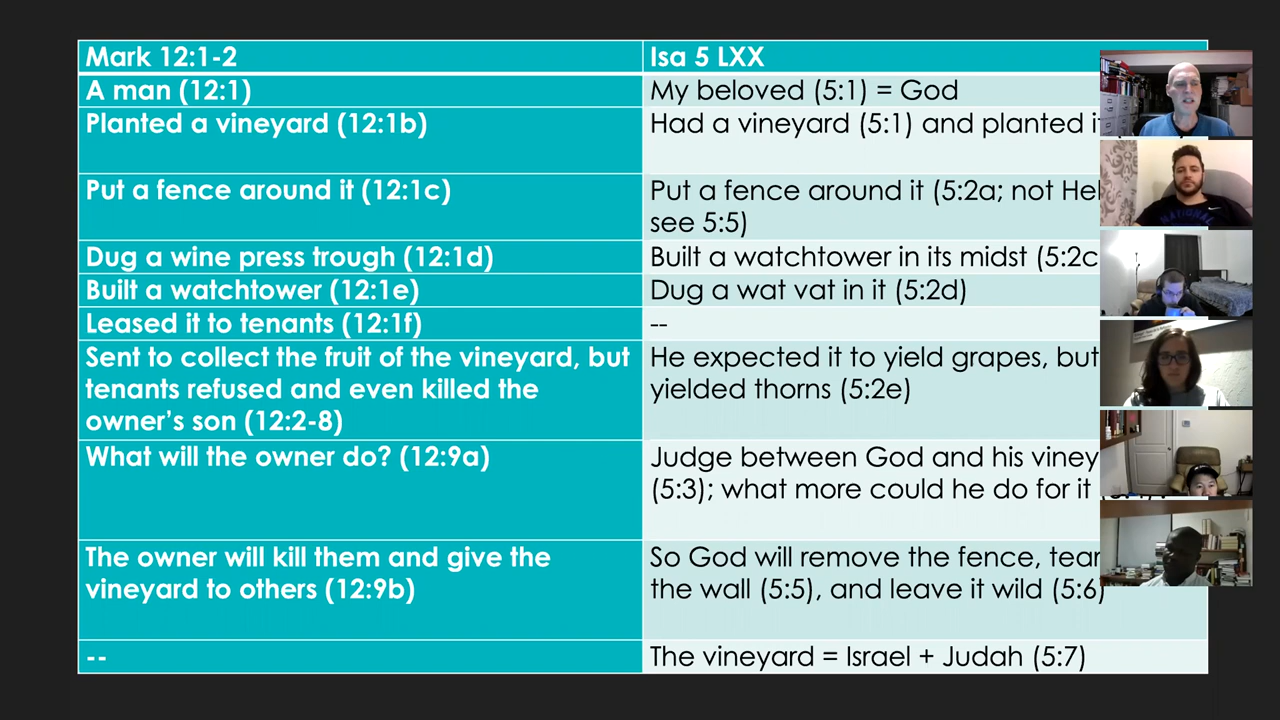 Mark 12:1-2
Isa 5 LXX
A man (12:1)
My beloved (5:1) = God
Planted a vineyard (12:1b)
Had a vineyard (5:1) and planted
Put a fence around it (12:1c)
Put a fence around it (5:2a; not
see 5:5)
Dug a wine press trough (12:1d)
Built a watchtower in its midst (5:2c
Built a watchtower (12:1e)
Dug a wat vat in it (5:2d)
Leased it to tenants (12:1f)
--
Sent to collect the fruit of the vineyard, but
tenants refused and even killed the
owner's son (12:2-8)
He expected it to yield grapes, but
yielded thorns (5:2e)
What will the owner do? (12:9a)
Judge between God and his
(5:3); what more could he do for it
The owner will kill them and give the
vineyard to others (12:9b)
So God will remove the fence, tear
the wall (5:5), and leave it wild (5:6)
--
The vineyard = Israel + Judah (5:7)